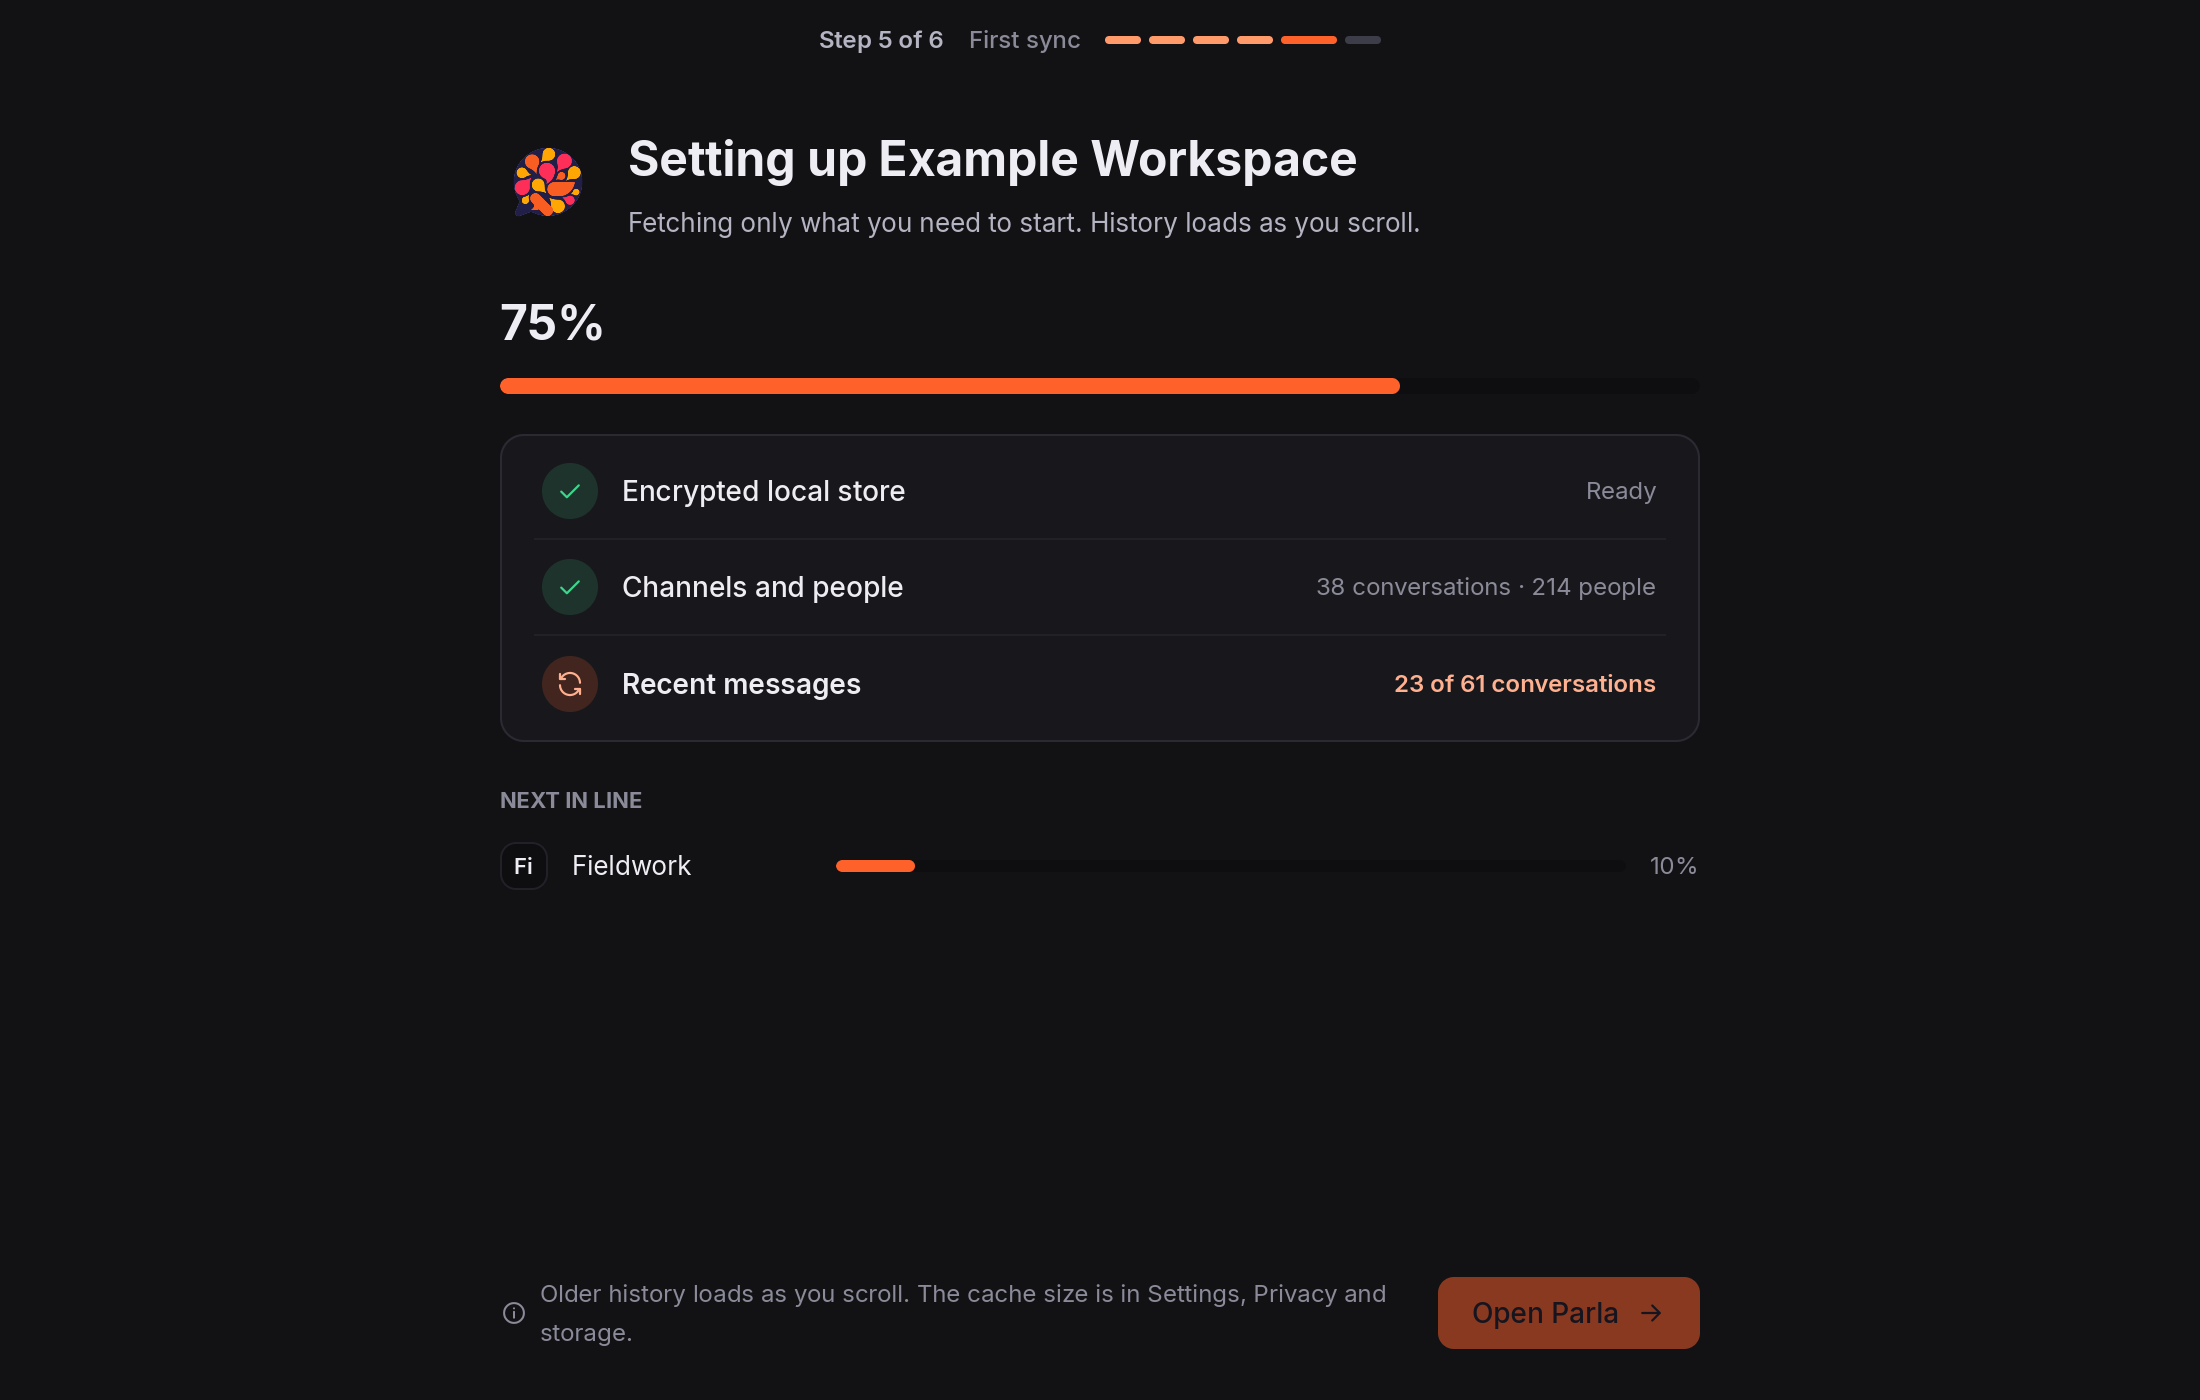 Step 5 of 6 First sync
Setting up Example Workspace
Fetching only what you need to start. History loads as you scroll.
75%
Encrypted local store Ready
Channels and people 38 conversations · 214 people
Recent messages 23 of 61 conversations
NEXT IN LINE
Fi Fieldwork 10%
Older history loads as you scroll. The cache size is in Settings, Privacy and
storage.
Open Parla →